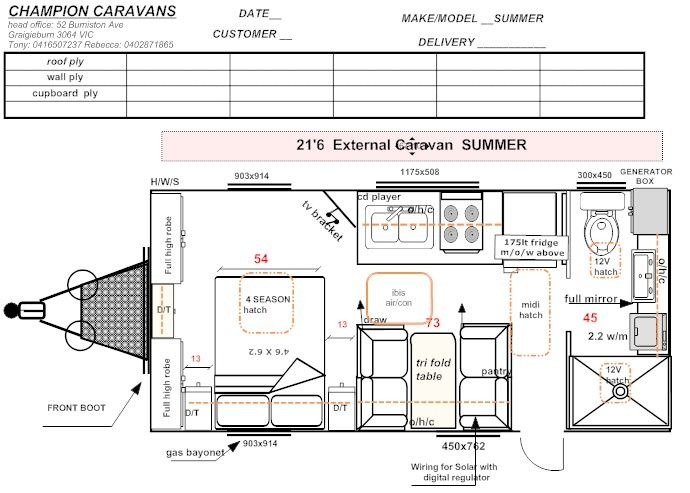 CHAMPION CARAVANS
head office: 52 Burniston Ave
Graigieburn 3064 VIC
Tony: 0416507237 Rebecca: 0402871865
DATE__
CUSTOMER __
MAKE/MODEL __SUMMER
DELIVERY ___________
roof ply
wall ply
cupboard ply
21'6 External Caravan SUMMER
H/W/S
903x914
1175x508
300x450
GENERATOR
BOX
Full high robe
tv bracket
cd player
o/h/c
175lt fridge
m/o/w above
12V
hatch
o/h/c
54
4 SEASON
hatch
ibis
air/con
midi
hatch
full mirror
D/T
draw
73
45
2.2 w/m
13
13
4'6 X 6'2
tri fold
table
pantry
12V
hatch
Full high robe
D/T
D/T
o/h/c
FRONT BOOT
gas bayonet
903x914
450x762
Wiring for Solar with
digital regulator